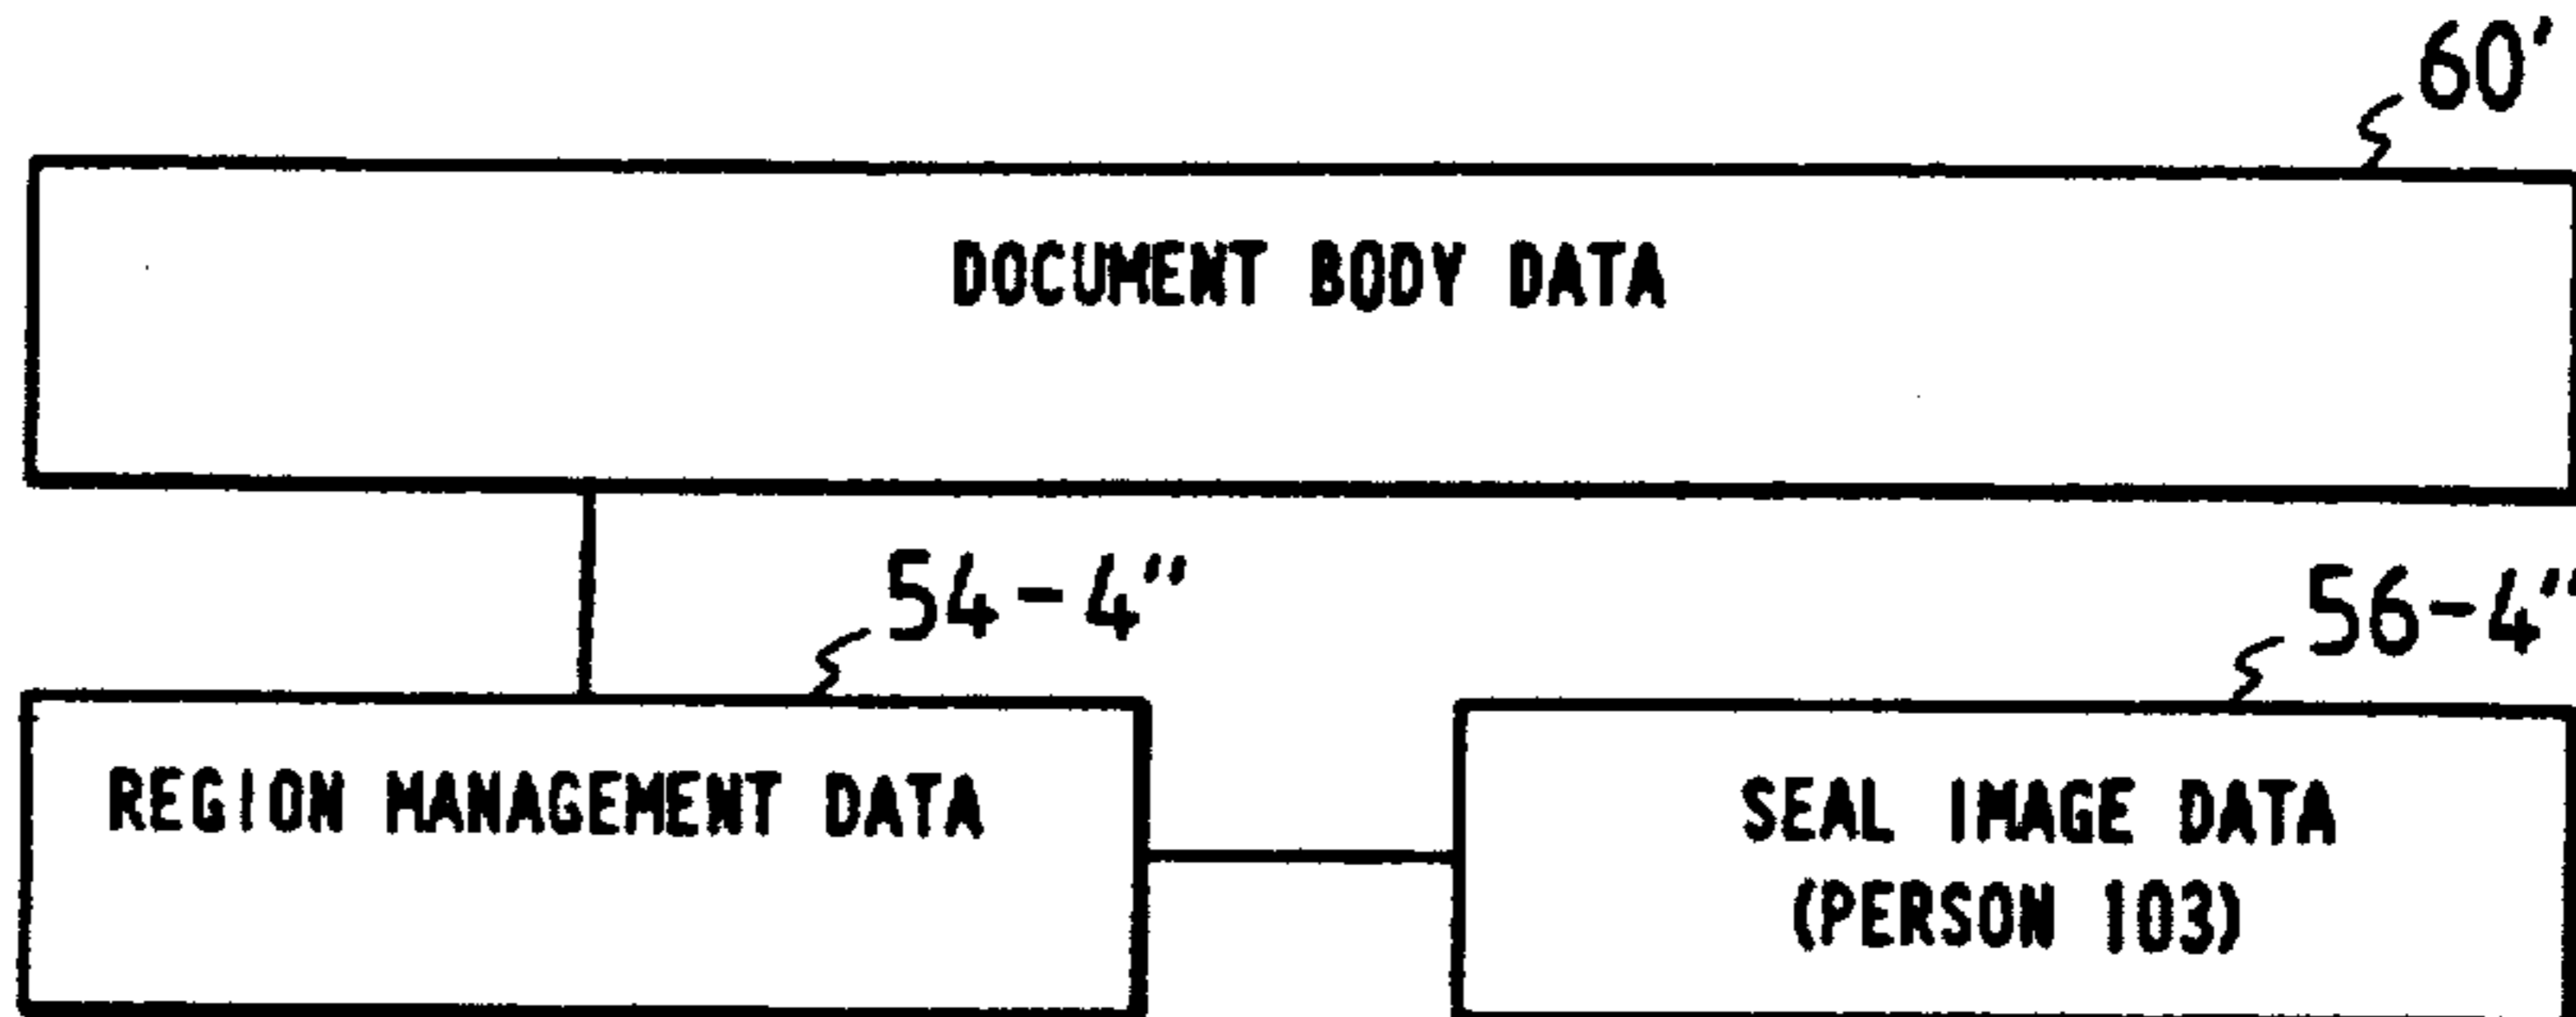 60'
DOCUMENT BODY DATA
54-4"
56-4"
REGION MANAGEMENT DATA
SEAL IMAGE DATA
(PERSON 103)